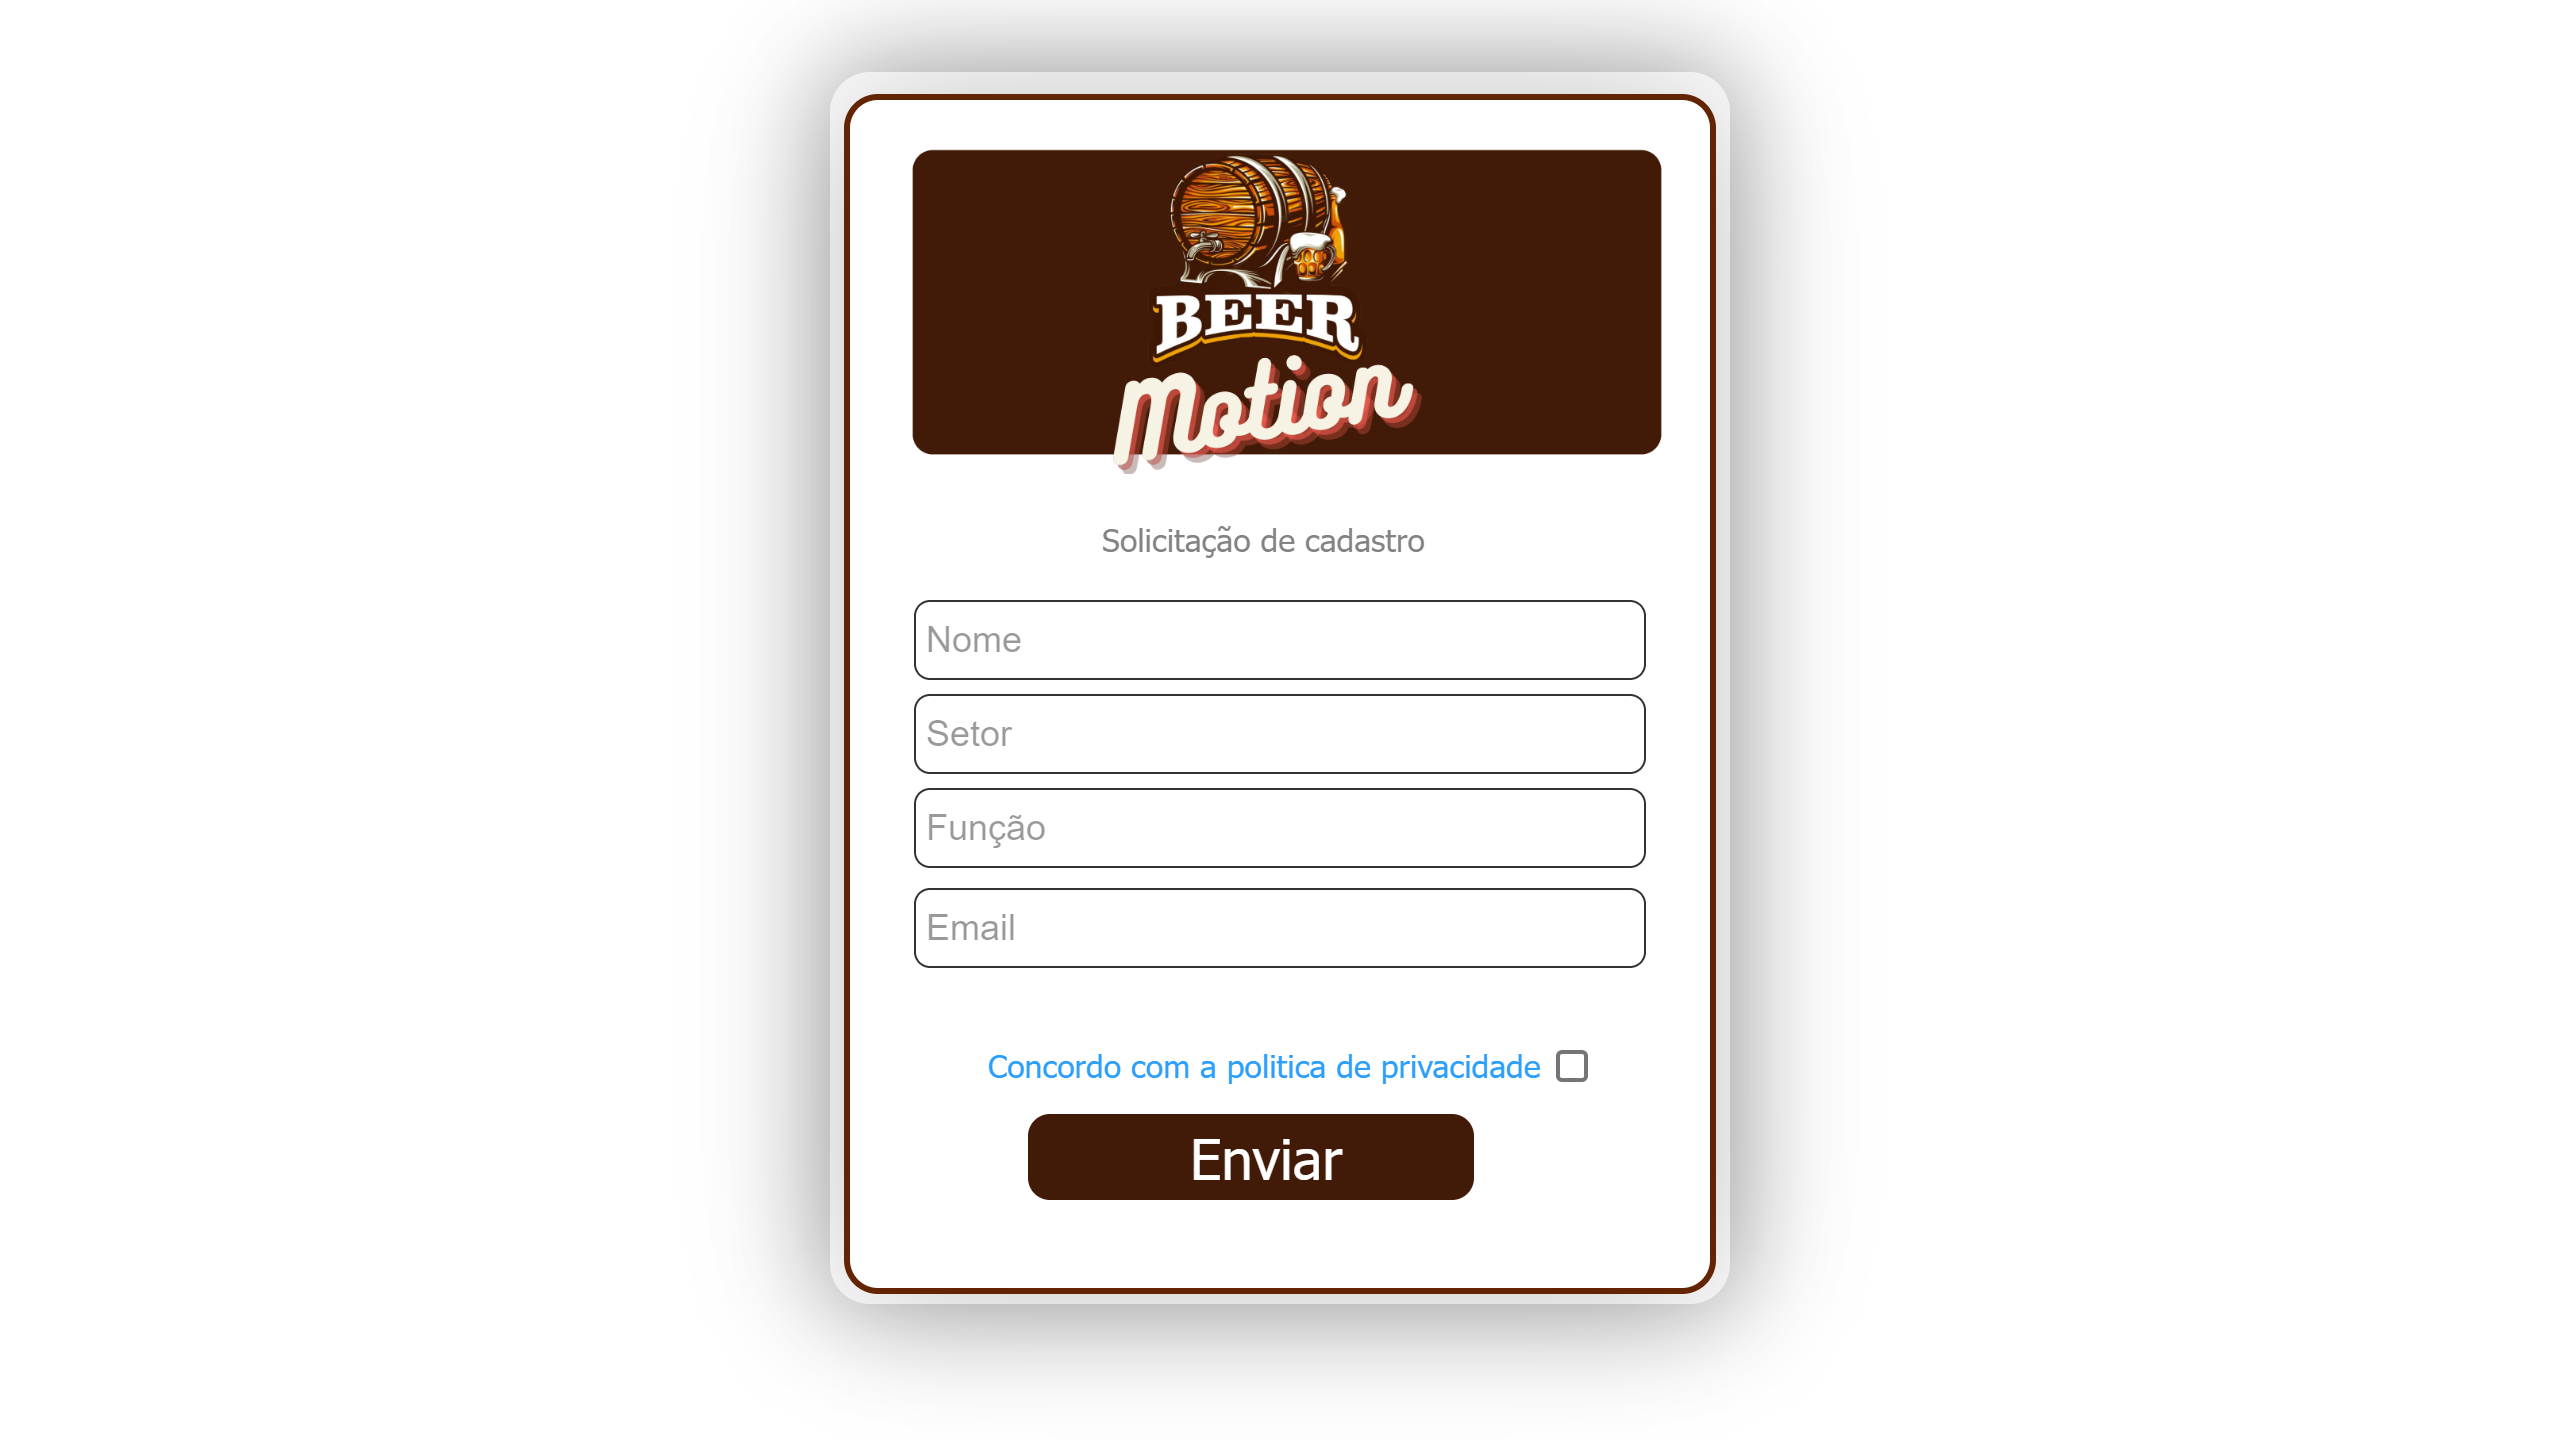 BEER
Motion
Solicitação de cadastro
Nome
Setor
Função
Email
Concordo com a politica de privacidade
Enviar